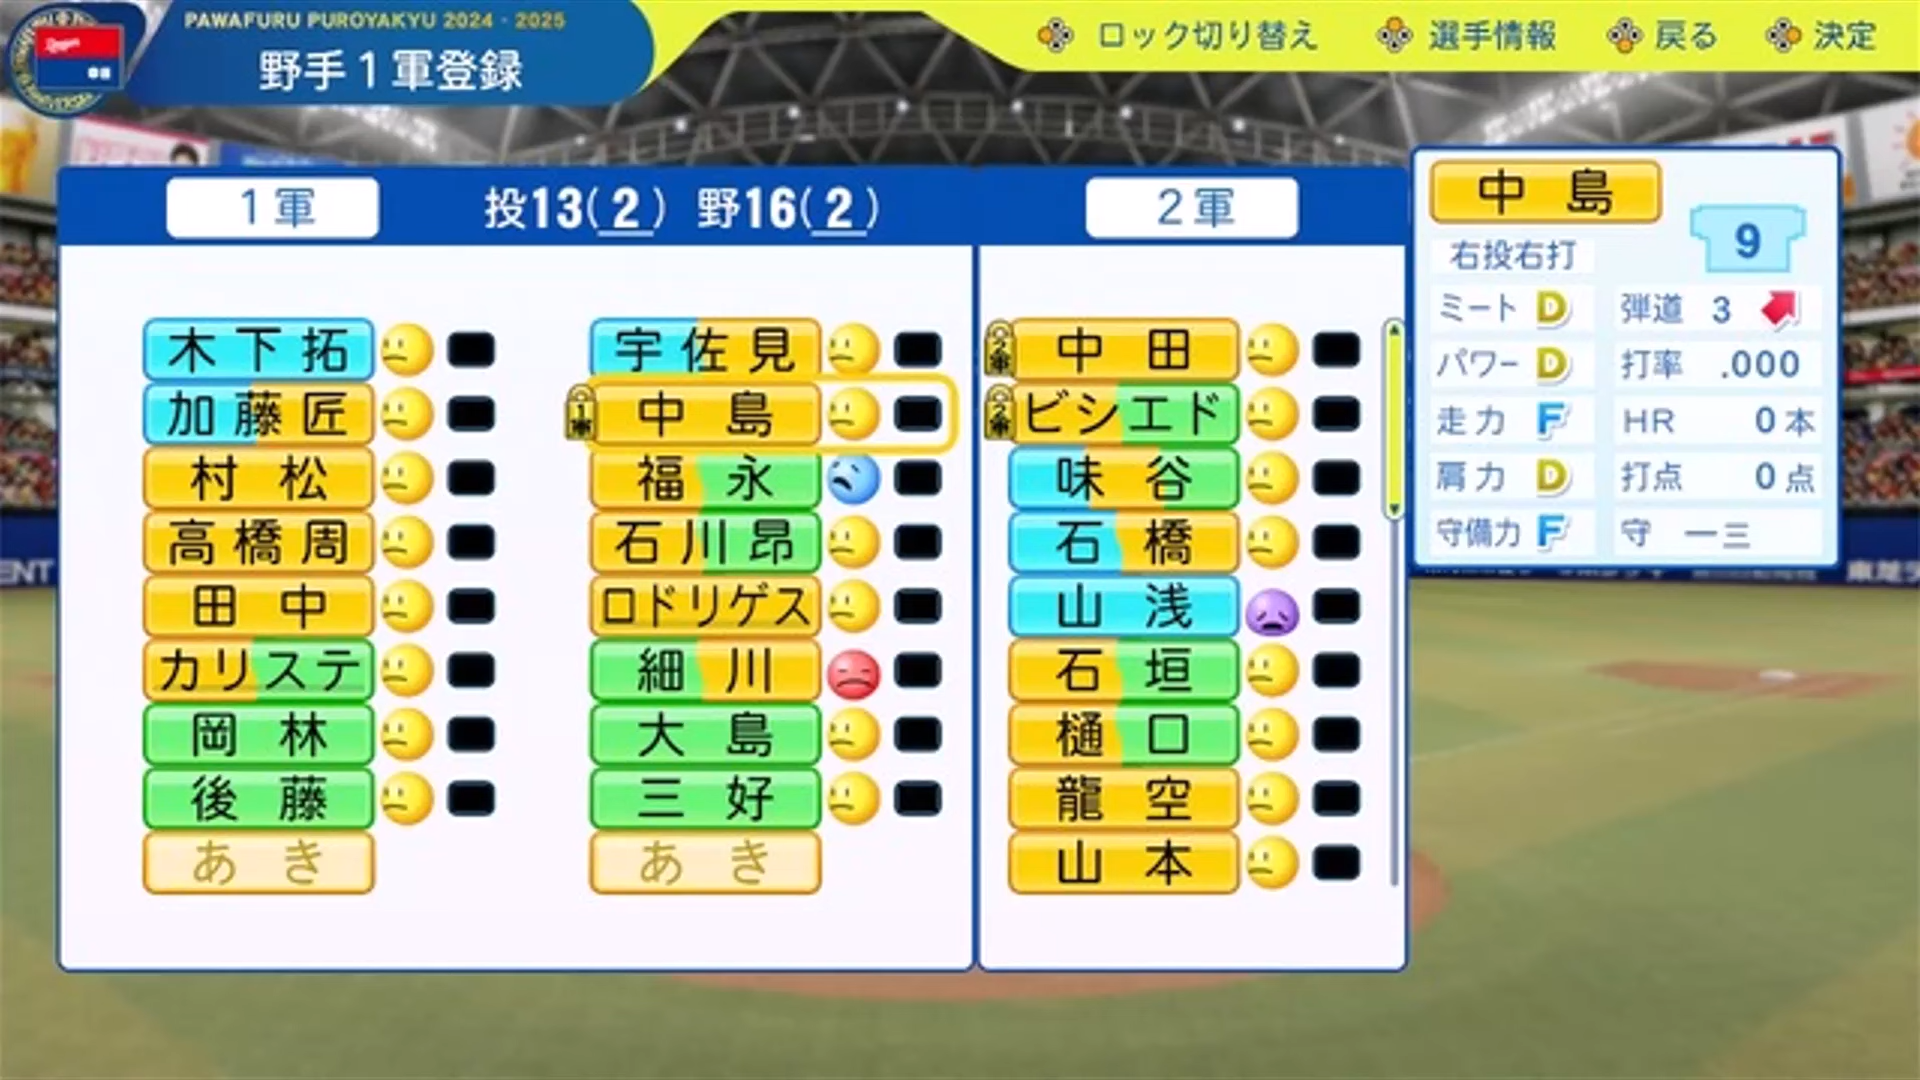 PAWAFURU PUROYAKYU 2024 - 2025
野手1軍登録
ロック切り替え 選手情報 戻る 決定
1軍 投13(2) 野16(2) 2軍
木下拓 宇佐見 2軍 中田
加藤匠 1軍 中島 2軍 ビシエド
村松 福永 味谷
高橋周 石川昂 石橋
田中 ロドリゲス 山浅
カリステ 細川 石垣
岡林 大島 樋口
後藤 三好 龍空
あき あき 山本
中島
右投右打 9
ミート D 弾道 3
パワー D 打率 .000
走力 F HR 0本
肩力 D 打点 0点
守備力 F 守 一三